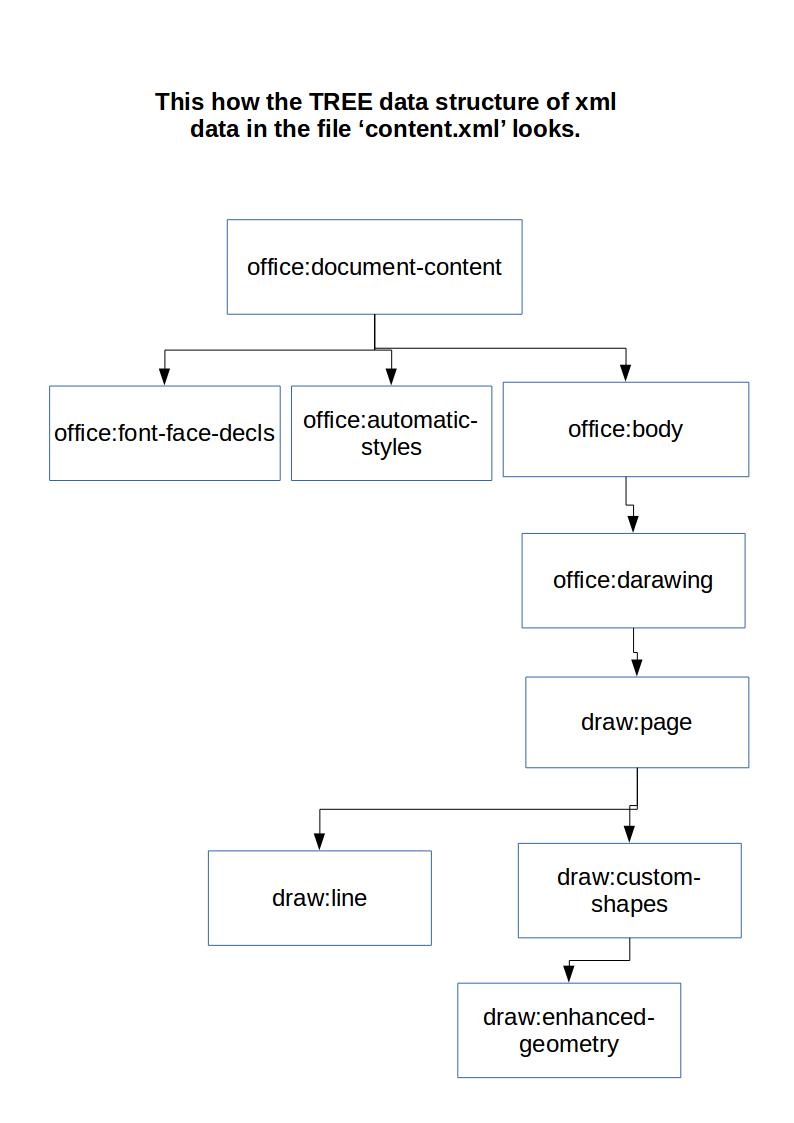 This how the TREE data structure of xml
data in the file ‘content.xml’ looks.
office:document-content
office:font-face-decls
office:automatic-
styles
office:body
office:darawing
draw:page
draw:line
draw:custom-
shapes
draw:enhanced-
geometry